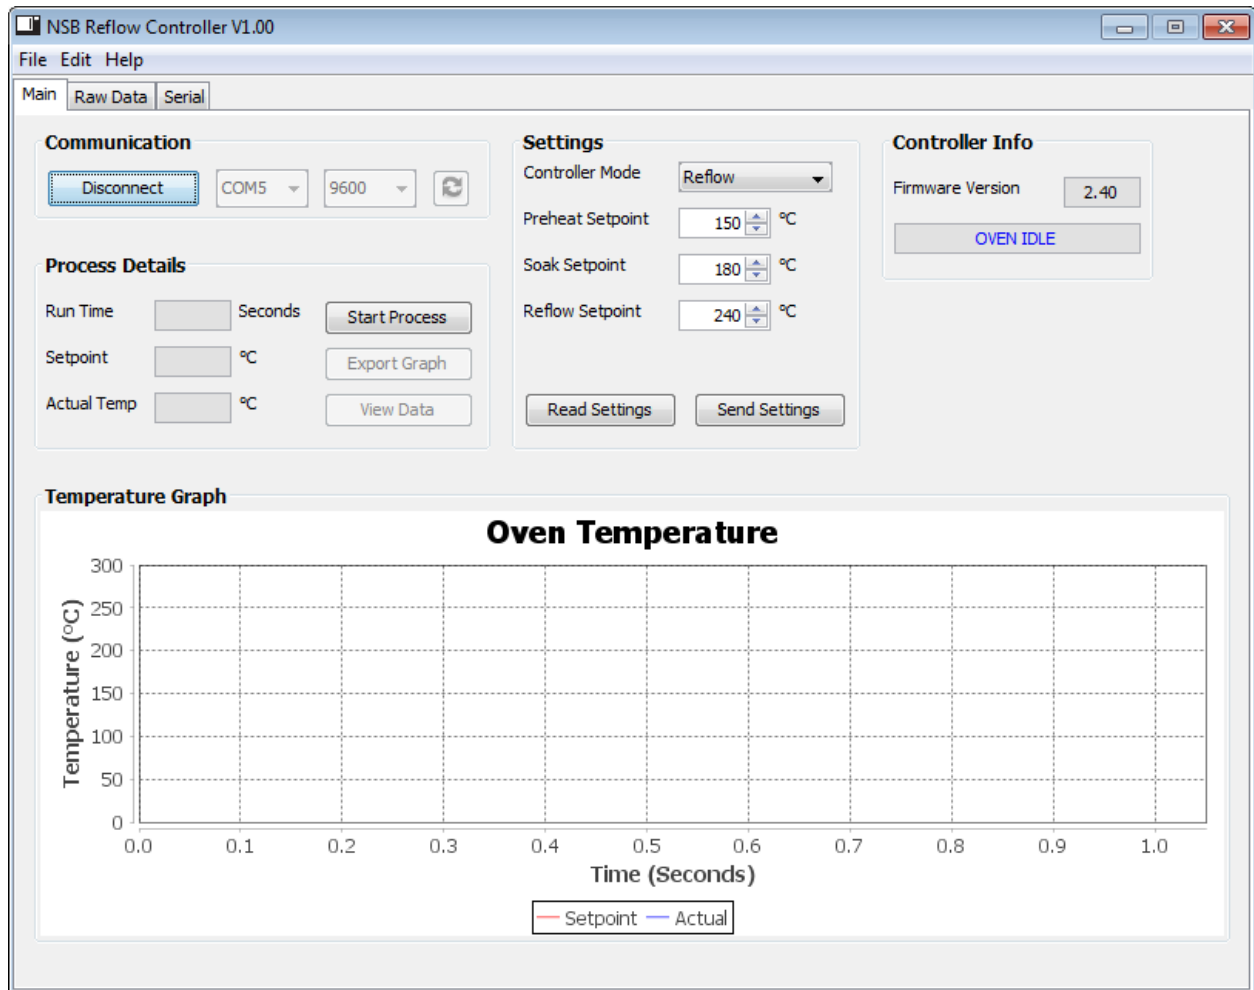 NSB Reflow Controller V1.00
File Edit Help
Main Raw Data Serial
Communication
Disconnect COM5 9600
Process Details
Run Time Seconds Start Process
Setpoint °C Export Graph
Actual Temp °C View Data
Settings
Controller Mode Reflow
Preheat Setpoint 150 °C
Soak Setpoint 180 °C
Reflow Setpoint 240 °C
Read Settings Send Settings
Controller Info
Firmware Version 2.40
OVEN IDLE
Temperature Graph
Oven Temperature
Temperature (°C)
300
250
200
150
100
50
0
0.0 0.1 0.2 0.3 0.4 0.5 0.6 0.7 0.8 0.9 1.0
Time (Seconds)
Setpoint Actual